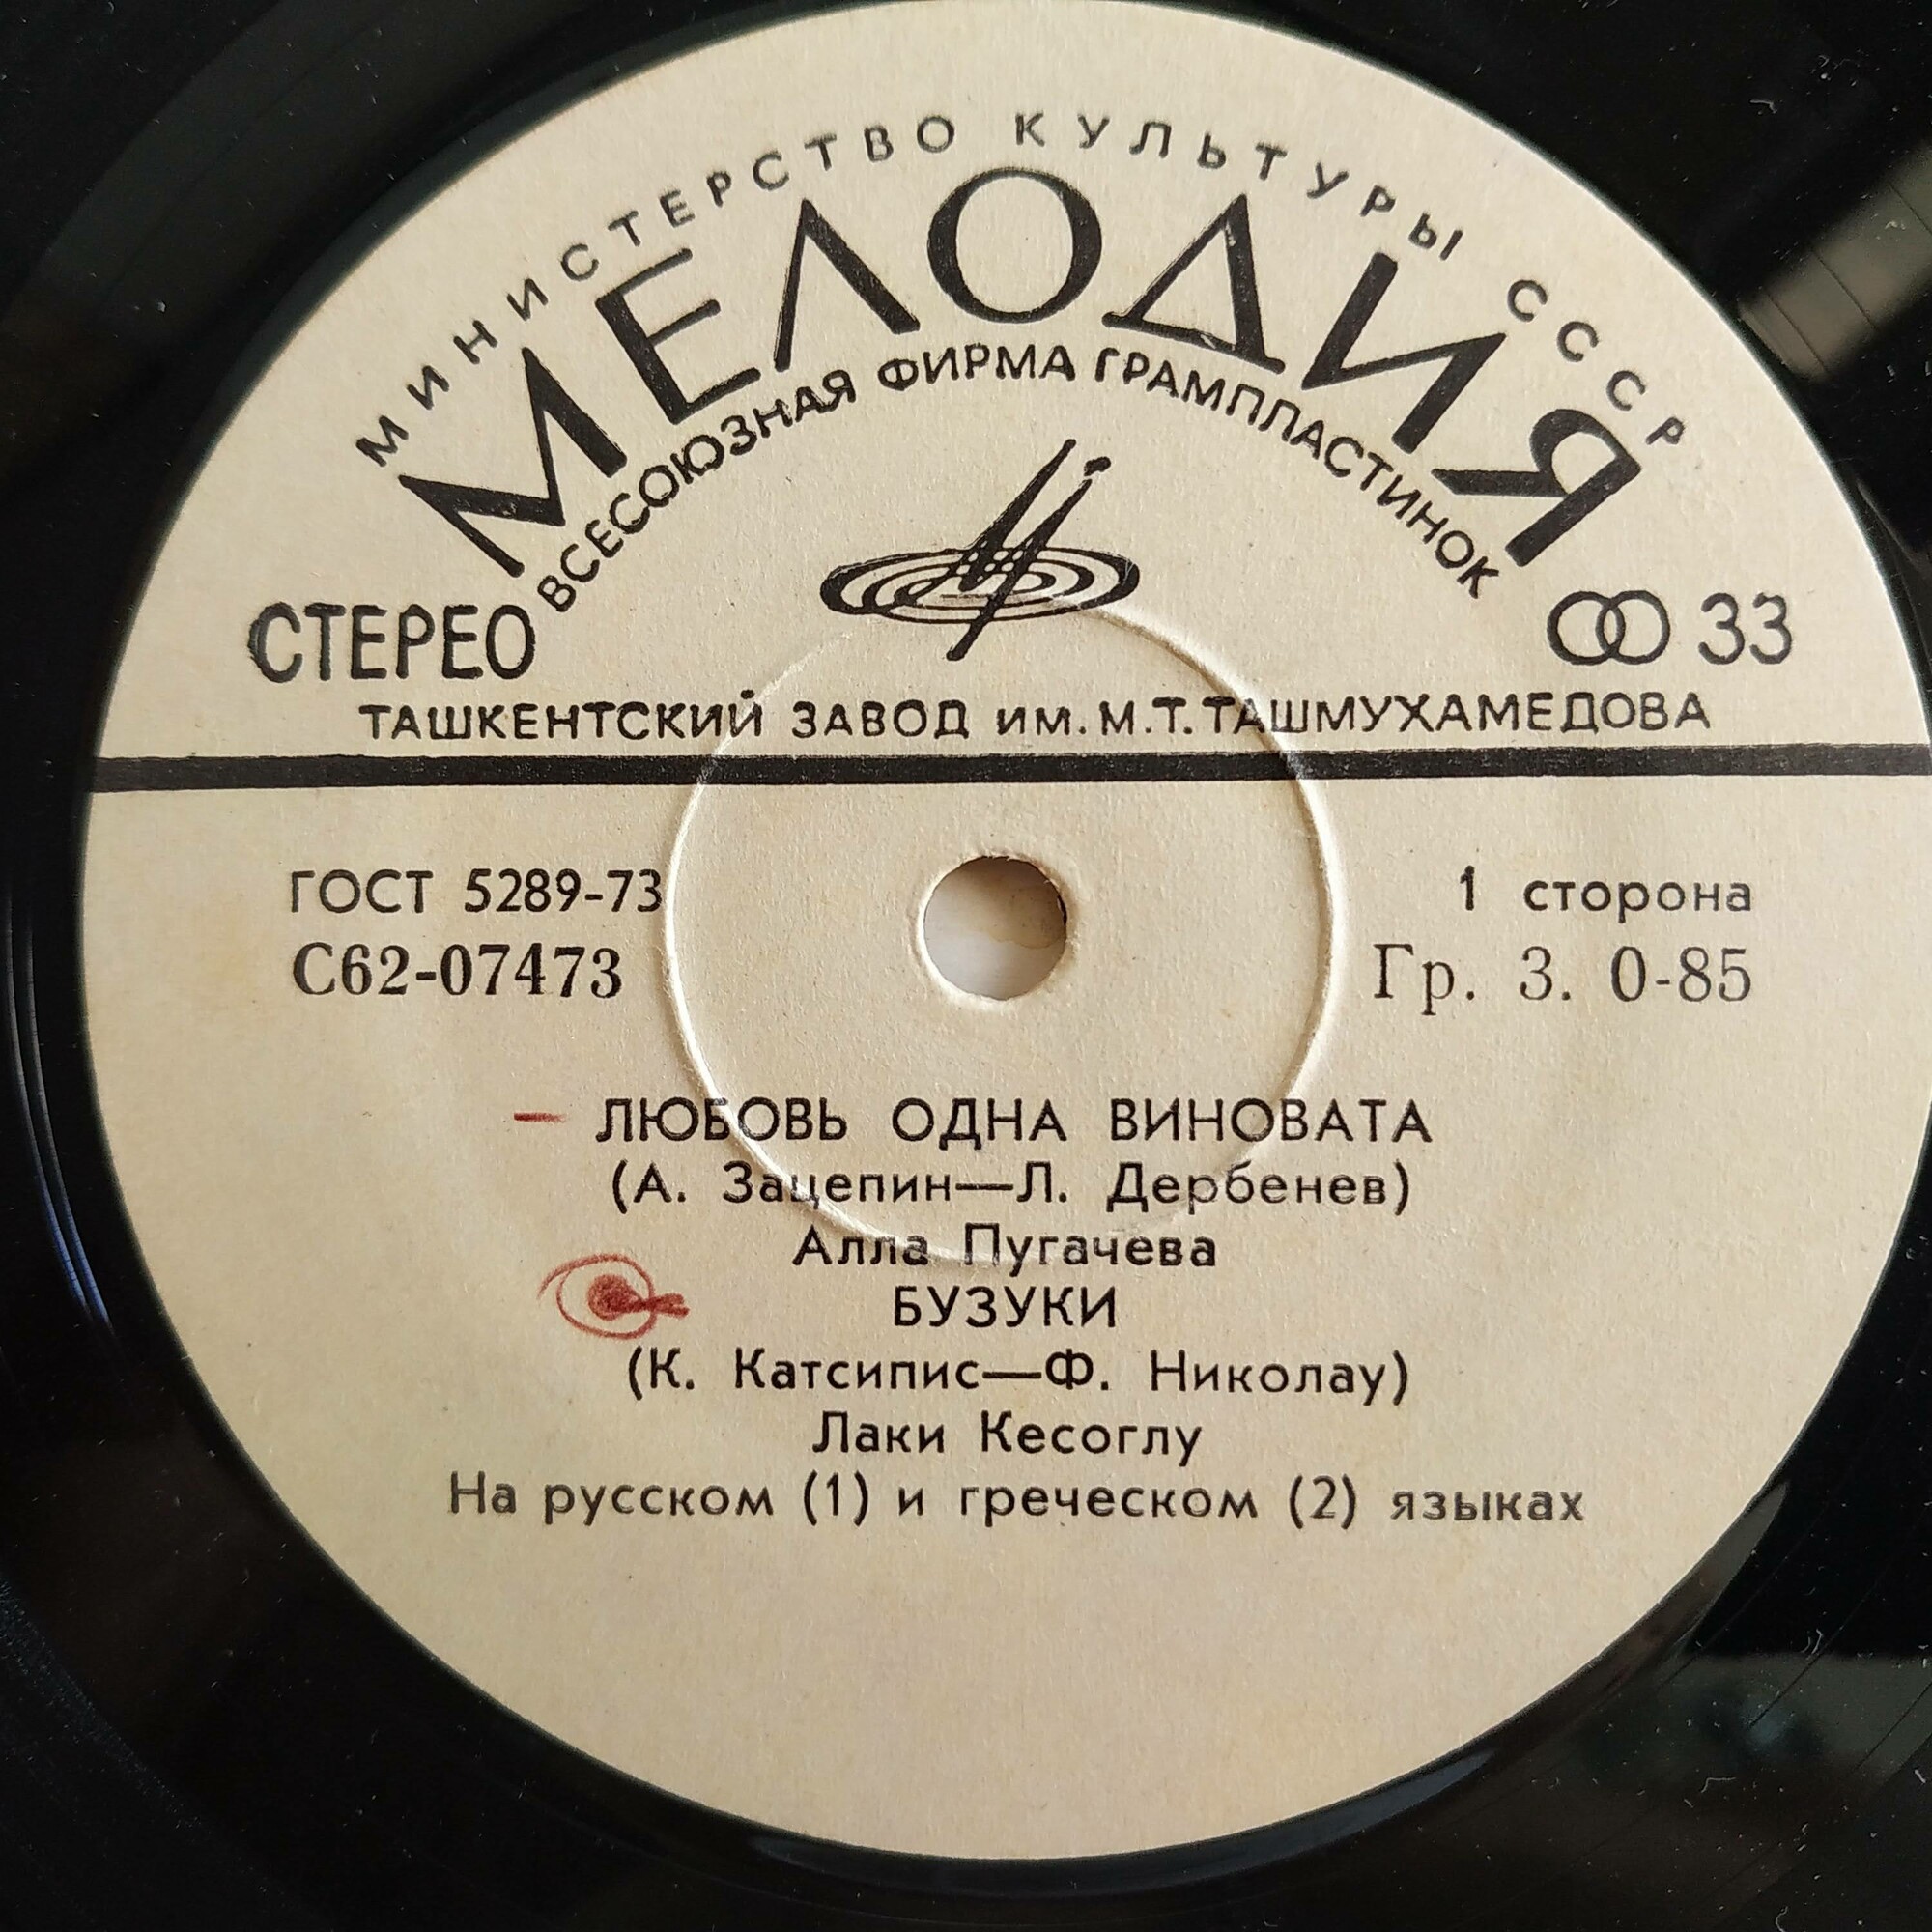 МИНИСТЕРСТВО КУЛЬТУРЫ СССР
МЕЛОДИЯ
ВСЕСОЮЗНАЯ ФИРМА ГРАМПЛАСТИНОК
СТЕРЕО 33
ТАШКЕНТСКИЙ ЗАВОД им. М.Т. ТАШМУХАМЕДОВА
ГОСТ 5289-73 1 сторона
С62-07473 Гр. 3. 0-85
ЛЮБОВЬ ОДНА ВИНОВАТА
(А. Зацепин—Л. Дербенев)
Алла Пугачева
БУЗУКИ
(К. Катсипис—Ф. Николау)
Лаки Кесоглу
На русском (1) и греческом (2) языках